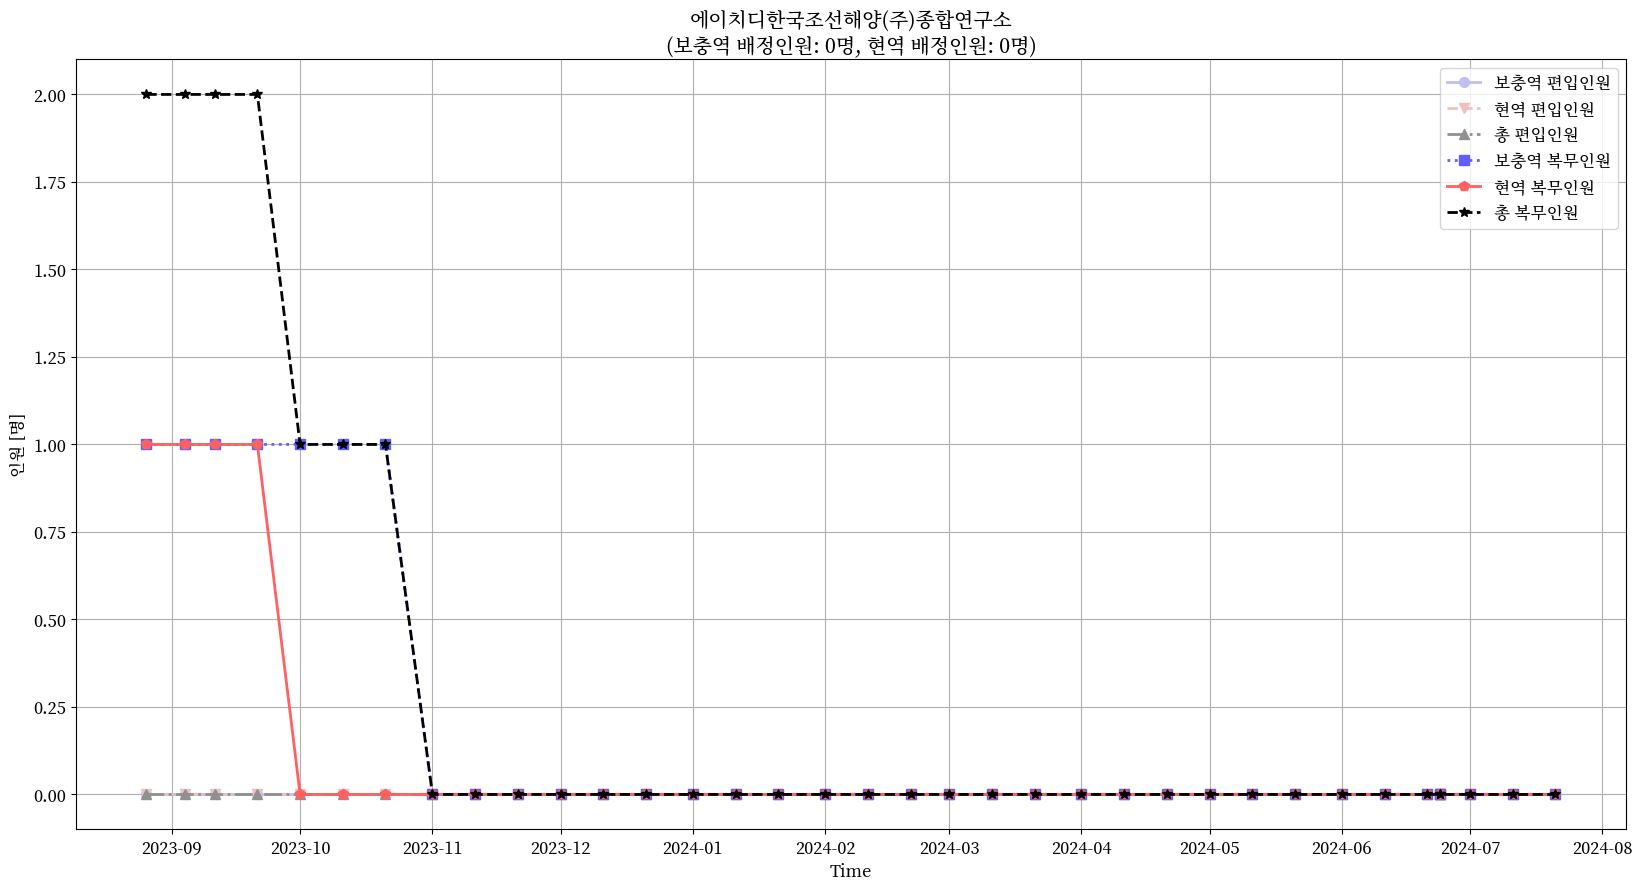 에이치디한국조선해양(주)종합연구소
(보충역 배정인원: 0명, 현역 배정인원: 0명)
보충역 편입인원
현역 편입인원
총 편입인원
보충역 복무인원
현역 복무인원
총 복무인원
인원 [명]
2.00
1.75
1.50
1.25
1.00
0.75
0.50
0.25
0.00
2023-09 2023-10 2023-11 2023-12 2024-01 2024-02 2024-03 2024-04 2024-05 2024-06 2024-07 2024-08
Time